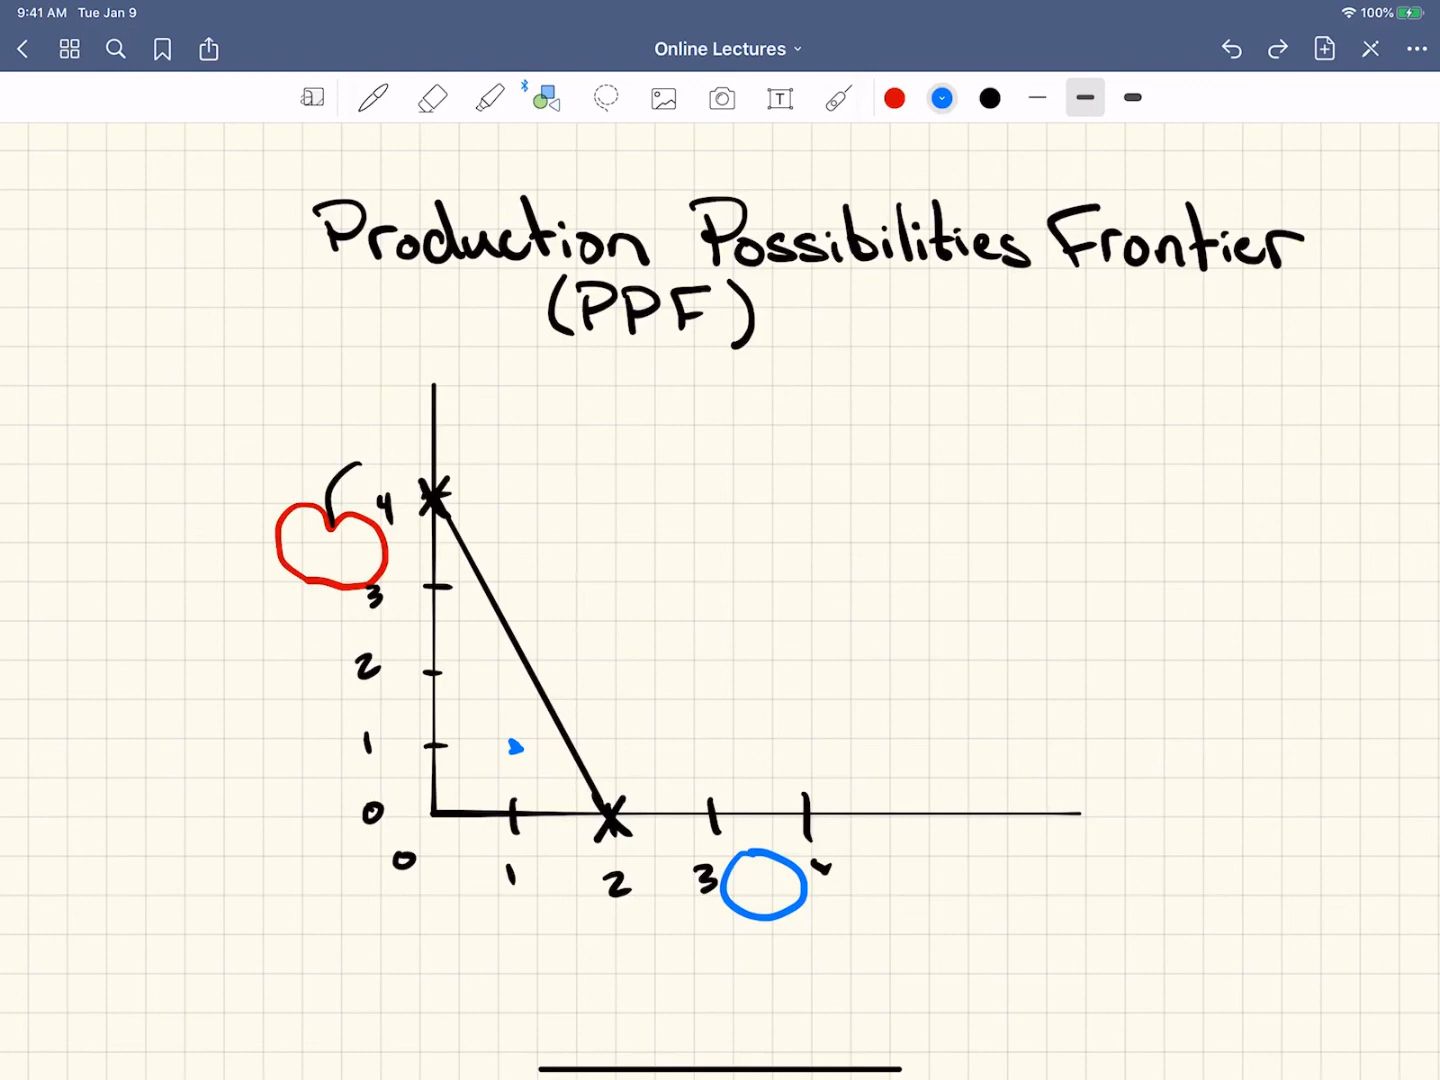 9:41 AM Tue Jan 9
100%
Online Lectures
a
T
Production Possibilities Frontier
(PPF)
4
3
2
1
0
0
1
2
3